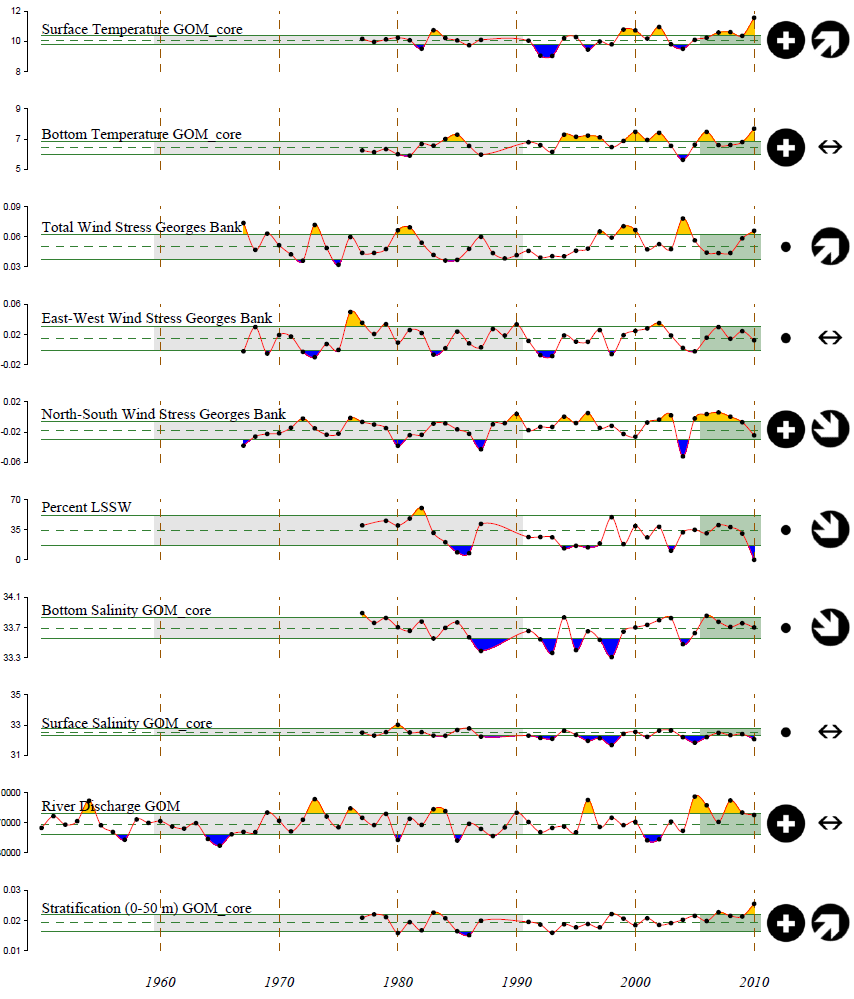 12
Surface Temperature GOM_core
10
8
9
Bottom Temperature GOM_core
7
5
0.09
Total Wind Stress Georges Bank
0.06
0.03
0.06
East-West Wind Stress Georges Bank
0.02
-0.02
0.02
North-South Wind Stress Georges Bank
-0.02
-0.06
70
Percent LSSW
35
0
34.1
Bottom Salinity GOM_core
33.7
33.3
35
Surface Salinity GOM_core
33
31
0000
River Discharge GOM
70000
40000
0.03
Stratification (0-50 m) GOM_core
0.02
0.01
1960 1970 1980 1990 2000 2010